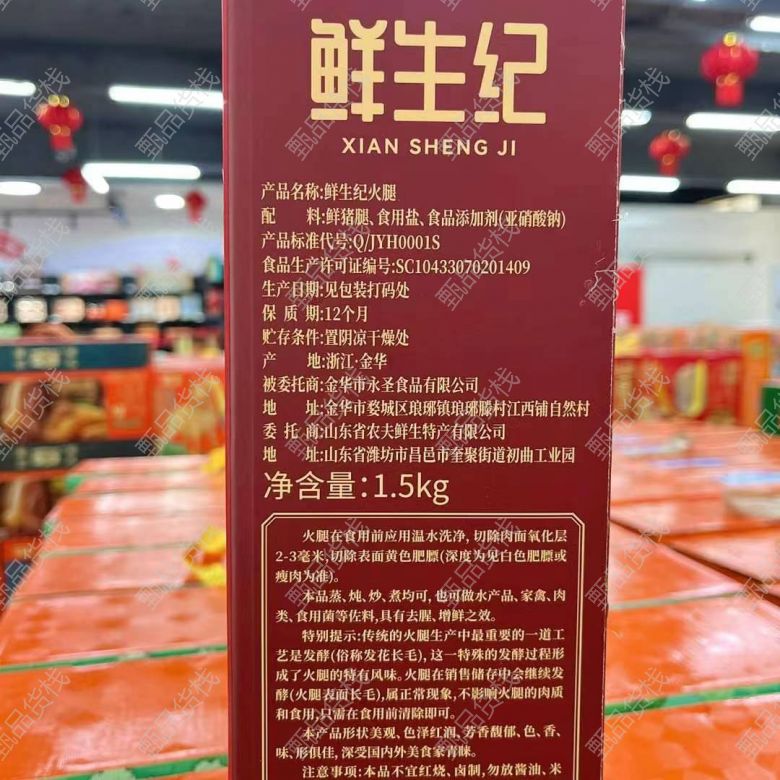 鲜生纪
XIAN SHENG JI
产品名称:鲜生纪火腿
配 料:鲜猪腿、食用盐、食品添加剂(亚硝酸钠)
产品标准代号:Q/JYH0001S
食品生产许可证编号:SC10433070201409
生产日期:见包装打码处
保 质 期:12个月
贮存条件:置阴凉干燥处
产 地:浙江·金华
被委托商:金华市永圣食品有限公司
地 址:金华市婺城区琅琊镇琅琊滕村江西铺自然村
委 托 商:山东省农夫鲜生特产有限公司
地 址:山东省潍坊市昌邑市奎聚街道初曲工业园
净含量:1.5kg
火腿在食用前应用温水洗净,切除肉面氧化层
2-3毫米,切除表面黄色肥膘(深度为见白色肥膘或
瘦肉为准)。
本品蒸、炖、炒、煮均可,也可做水产品、家禽、肉
类、食用菌等佐料,具有去腥、增鲜之效。
特别提示:传统的火腿生产中最重要的一道工
艺是发酵(俗称发花长毛),这一特殊的发酵过程形
成了火腿的特有风味。火腿在销售储存中会继续发
酵(火腿表面长毛),属正常现象,不影响火腿的肉质
和食用,只需在食用前清除即可。
本产品形状美观、色泽红润、芳香馥郁、色、香、
味、形俱佳,深受国内外美食家青睐。
注意事项:本品不宜红烧、卤制,勿放酱油、米
甄品货栈